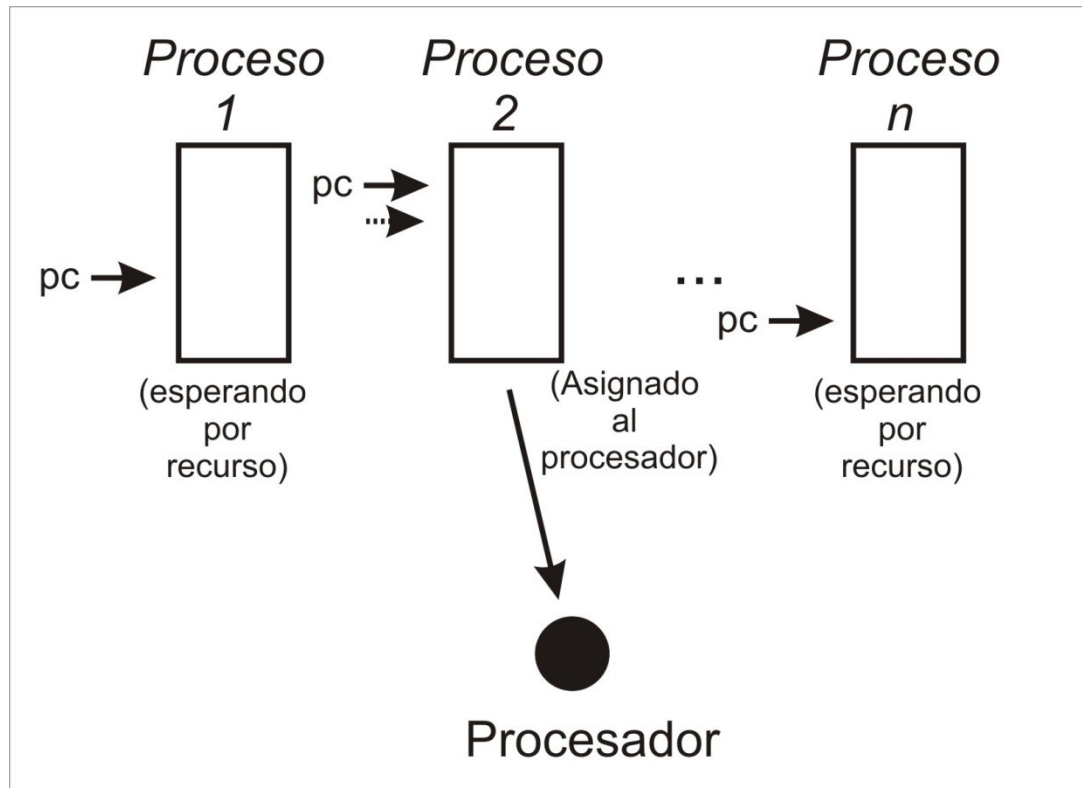 Proceso
1
Proceso
2
Proceso
n
pc
pc
...
pc
(esperando
por
recurso)
(Asignado
al
procesador)
(esperando
por
recurso)
Procesador